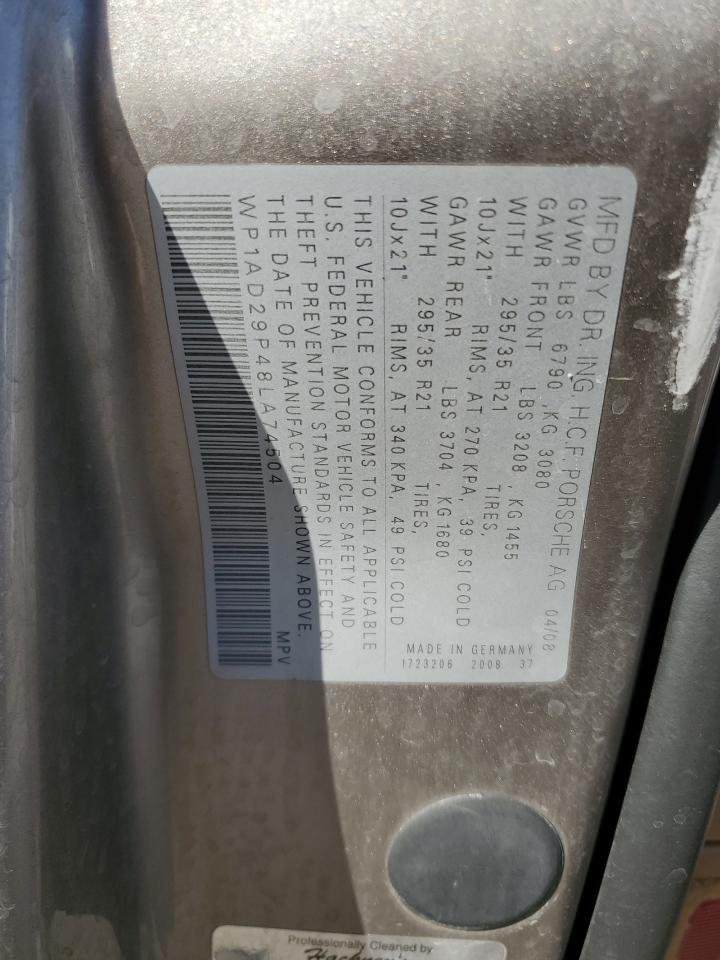 MFD BY DR. ING. H.C.F. PORSCHE AG 04/08
GVWR LBS 6790 ,KG 3080
GAWR FRONT LBS 3208 , KG1455
WITH 295/35 R21 TIRES,
10Jx21" RIMS, AT 270 KPA, 39 PSI COLD
GAWR REAR LBS 3704 , KG1680
WITH 295/35 R21 TIRES,
10Jx21" RIMS, AT 340 KPA, 49 PSI COLD
MADE IN GERMANY
1723206 2008 37
THIS VEHICLE CONFORMS TO ALL APPLICABLE
U.S. FEDERAL MOTOR VEHICLE SAFETY AND
THEFT PREVENTION STANDARDS IN EFFECT ON
THE DATE OF MANUFACTURE SHOWN ABOVE.
WP1AD29P48LA74504 MPV
Professionally Cleaned by